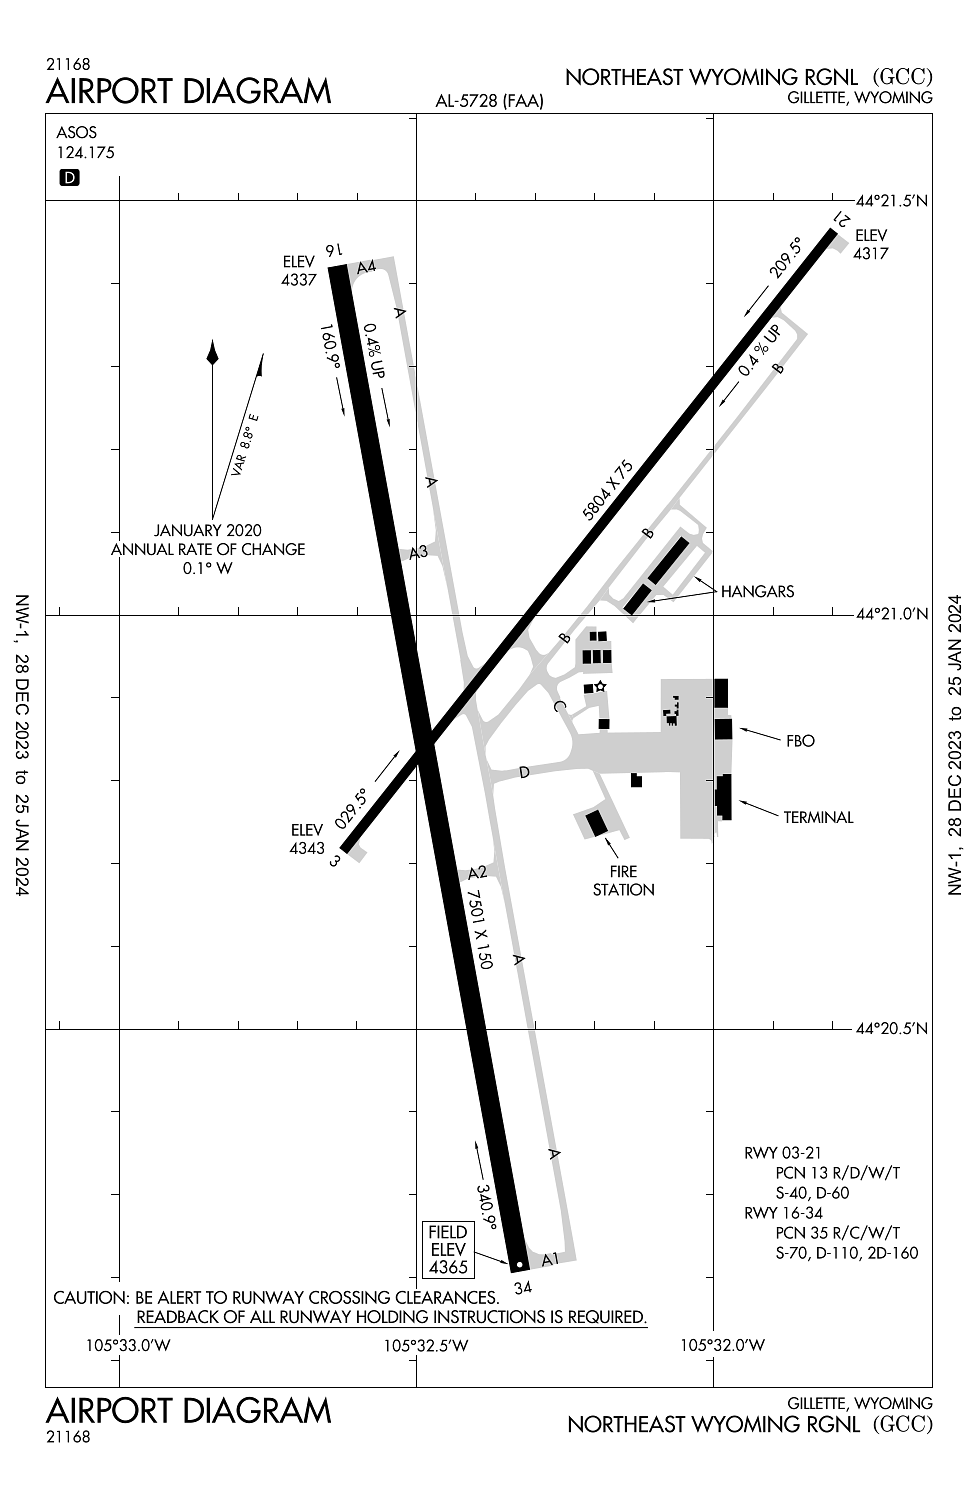 21168
AIRPORT DIAGRAM
AL-5728 (FAA)
NORTHEAST WYOMING RGNL (GCC)
GILLETTE, WYOMING
ASOS
124.175
D
44°21.5'N
21
ELEV
4317
209.5°
16
ELEV
4337
A4
A
160.9°
0.4% UP
0.4% UP
B
VAR 8.8° E
A
5804 X 75
JANUARY 2020
ANNUAL RATE OF CHANGE
0.1° W
B
A3
HANGARS
44°21.0'N
B
C
FBO
D
029.5°
TERMINAL
ELEV
4343
3
A2
FIRE
STATION
7501 X 150
A
44°20.5'N
A
340.9°
RWY 03-21
PCN 13 R/D/W/T
S-40, D-60
RWY 16-34
PCN 35 R/C/W/T
S-70, D-110, 2D-160
FIELD
ELEV
4365
A1
34
CAUTION: BE ALERT TO RUNWAY CROSSING CLEARANCES.
READBACK OF ALL RUNWAY HOLDING INSTRUCTIONS IS REQUIRED.
105°33.0'W
105°32.5'W
105°32.0'W
NW-1, 28 DEC 2023 to 25 JAN 2024
NW-1, 28 DEC 2023 to 25 JAN 2024
AIRPORT DIAGRAM
21168
GILLETTE, WYOMING
NORTHEAST WYOMING RGNL (GCC)